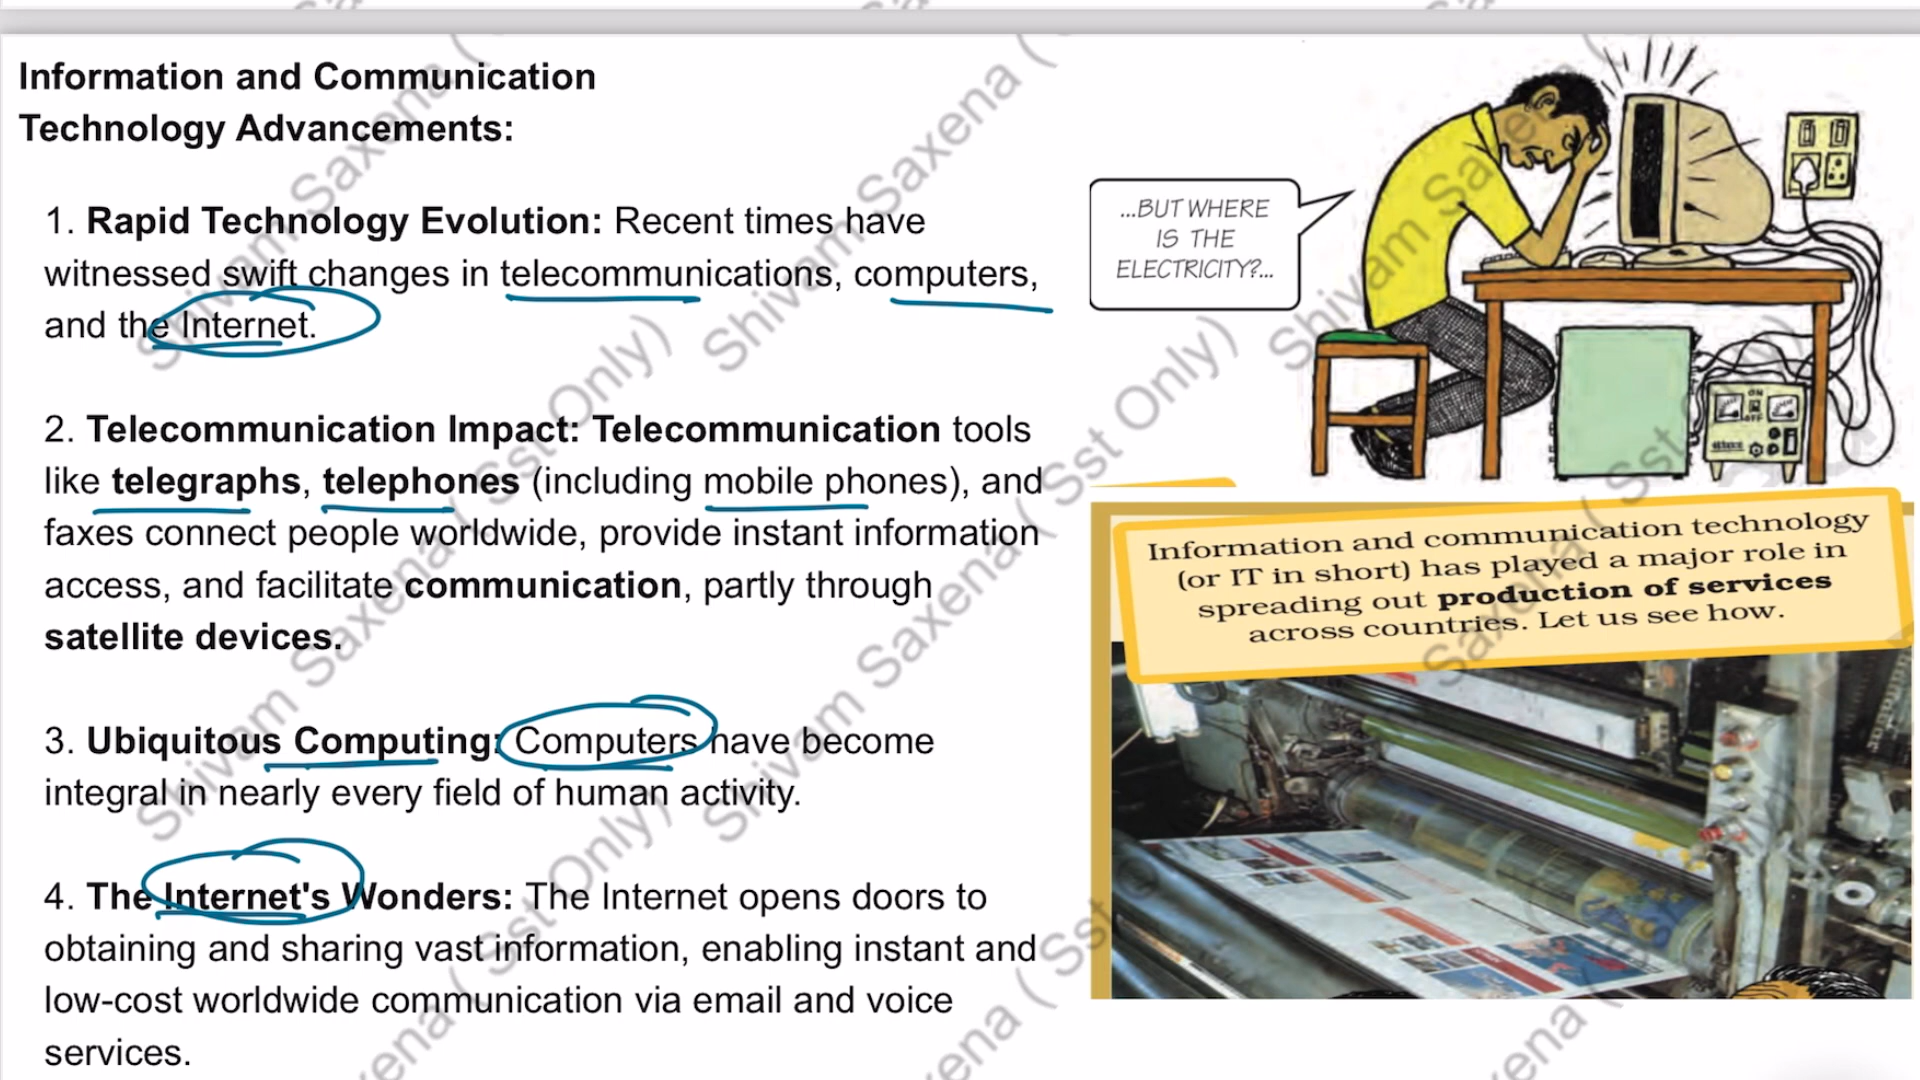 Information and Communication
Technology Advancements:
1. Rapid Technology Evolution: Recent times have
witnessed swift changes in telecommunications, computers,
and the Internet.
2. Telecommunication Impact: Telecommunication tools
like telegraphs, telephones (including mobile phones), and
faxes connect people worldwide, provide instant information
access, and facilitate communication, partly through
satellite devices.
3. Ubiquitous Computing: Computers have become
integral in nearly every field of human activity.
4. The Internet's Wonders: The Internet opens doors to
obtaining and sharing vast information, enabling instant and
low-cost worldwide communication via email and voice
services.
...BUT WHERE
IS THE
ELECTRICITY?...
ON
OFF
Information and communication technology
(or IT in short) has played a major role in
spreading out production of services
across countries. Let us see how.
Shivam Saxena ( Sst Only)